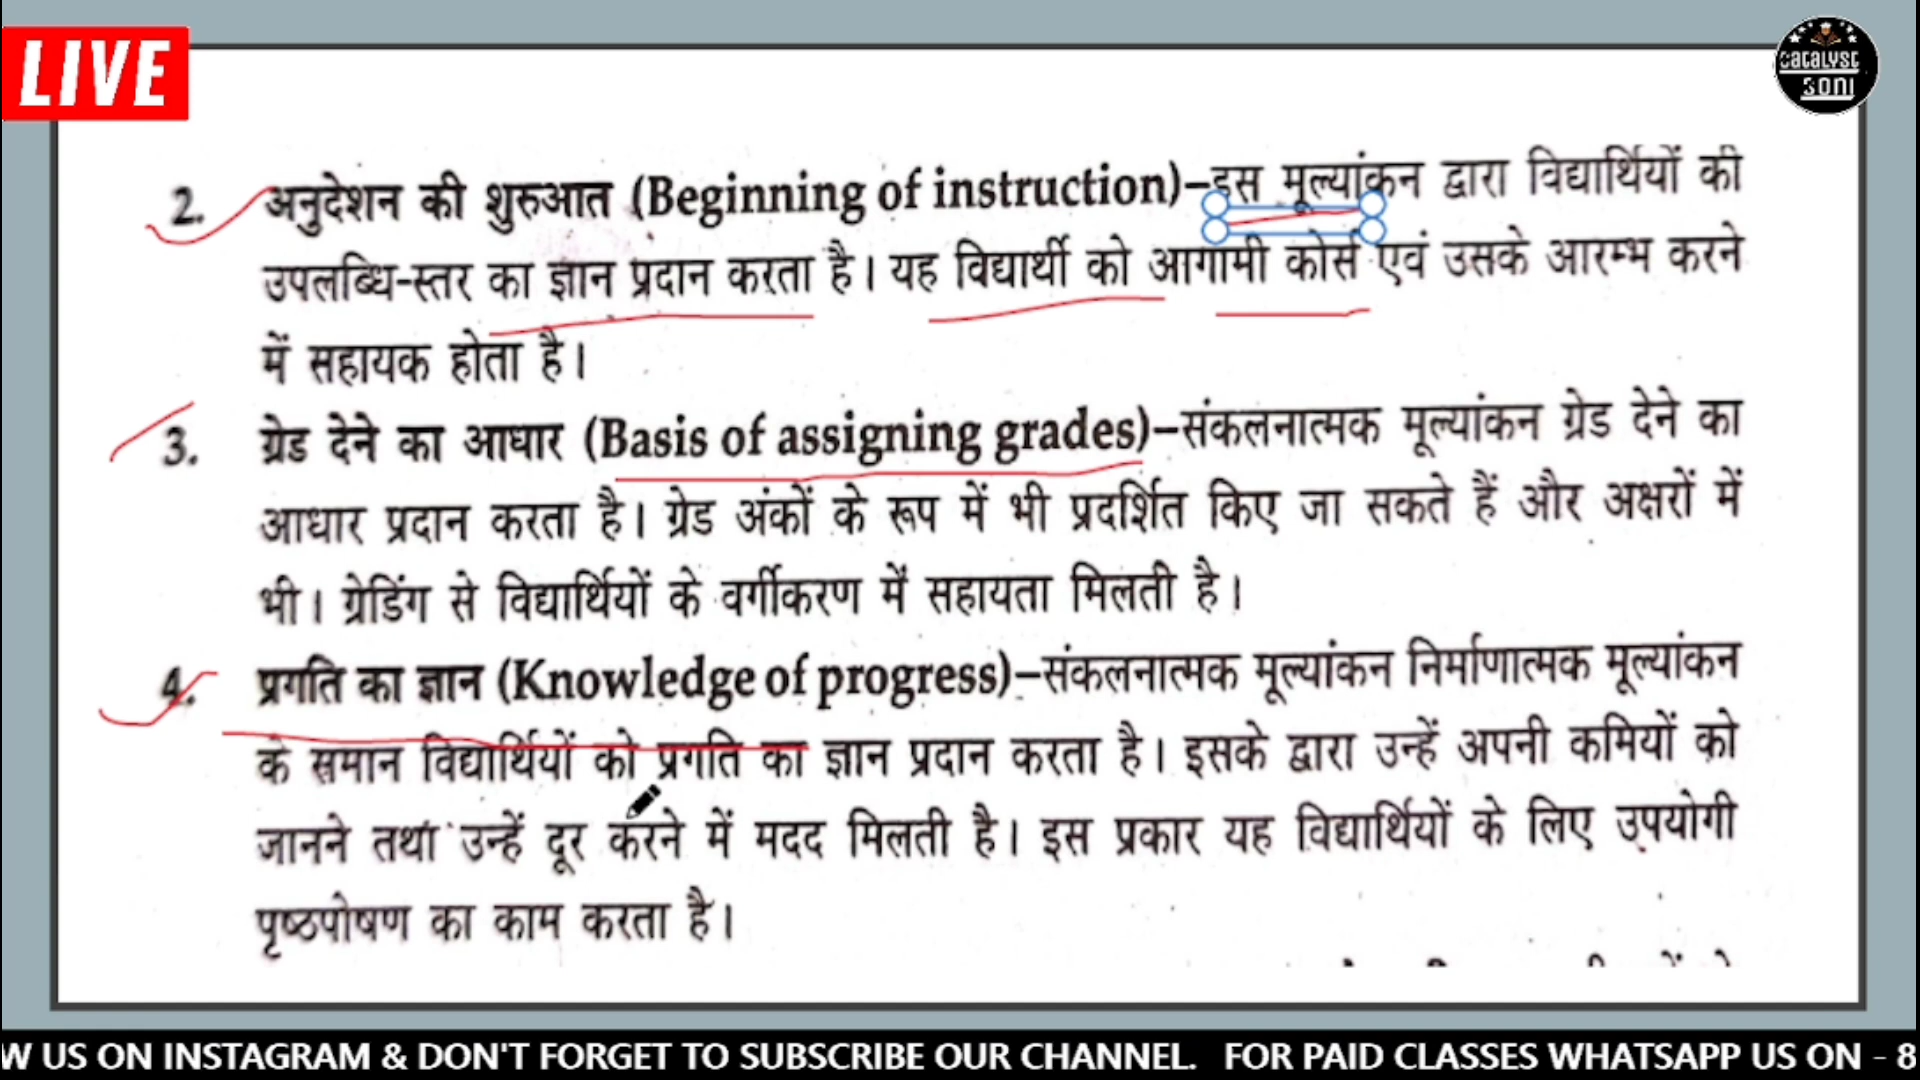 LIVE
CATALYST
SONI
2. अनुदेशन की शुरुआत (Beginning of instruction)–इस मूल्यांकन द्वारा विद्यार्थियों की
उपलब्धि-स्तर का ज्ञान प्रदान करता है। यह विद्यार्थी को आगामी कोर्स एवं उसके आरम्भ करने
में सहायक होता है।
3. ग्रेड देने का आधार (Basis of assigning grades)–संकलनात्मक मूल्यांकन ग्रेड देने का
आधार प्रदान करता है। ग्रेड अंकों के रूप में भी प्रदर्शित किए जा सकते हैं और अक्षरों में
भी। ग्रेडिंग से विद्यार्थियों के वर्गीकरण में सहायता मिलती है।
4. प्रगति का ज्ञान (Knowledge of progress)–संकलनात्मक मूल्यांकन निर्माणात्मक मूल्यांकन
के समान विद्यार्थियों को प्रगति का ज्ञान प्रदान करता है। इसके द्वारा उन्हें अपनी कमियों को
जानने तथा उन्हें दूर करने में मदद मिलती है। इस प्रकार यह विद्यार्थियों के लिए उपयोगी
पृष्ठपोषण का काम करता है।
W US ON INSTAGRAM & DON'T FORGET TO SUBSCRIBE OUR CHANNEL. FOR PAID CLASSES WHATSAPP US ON - 8